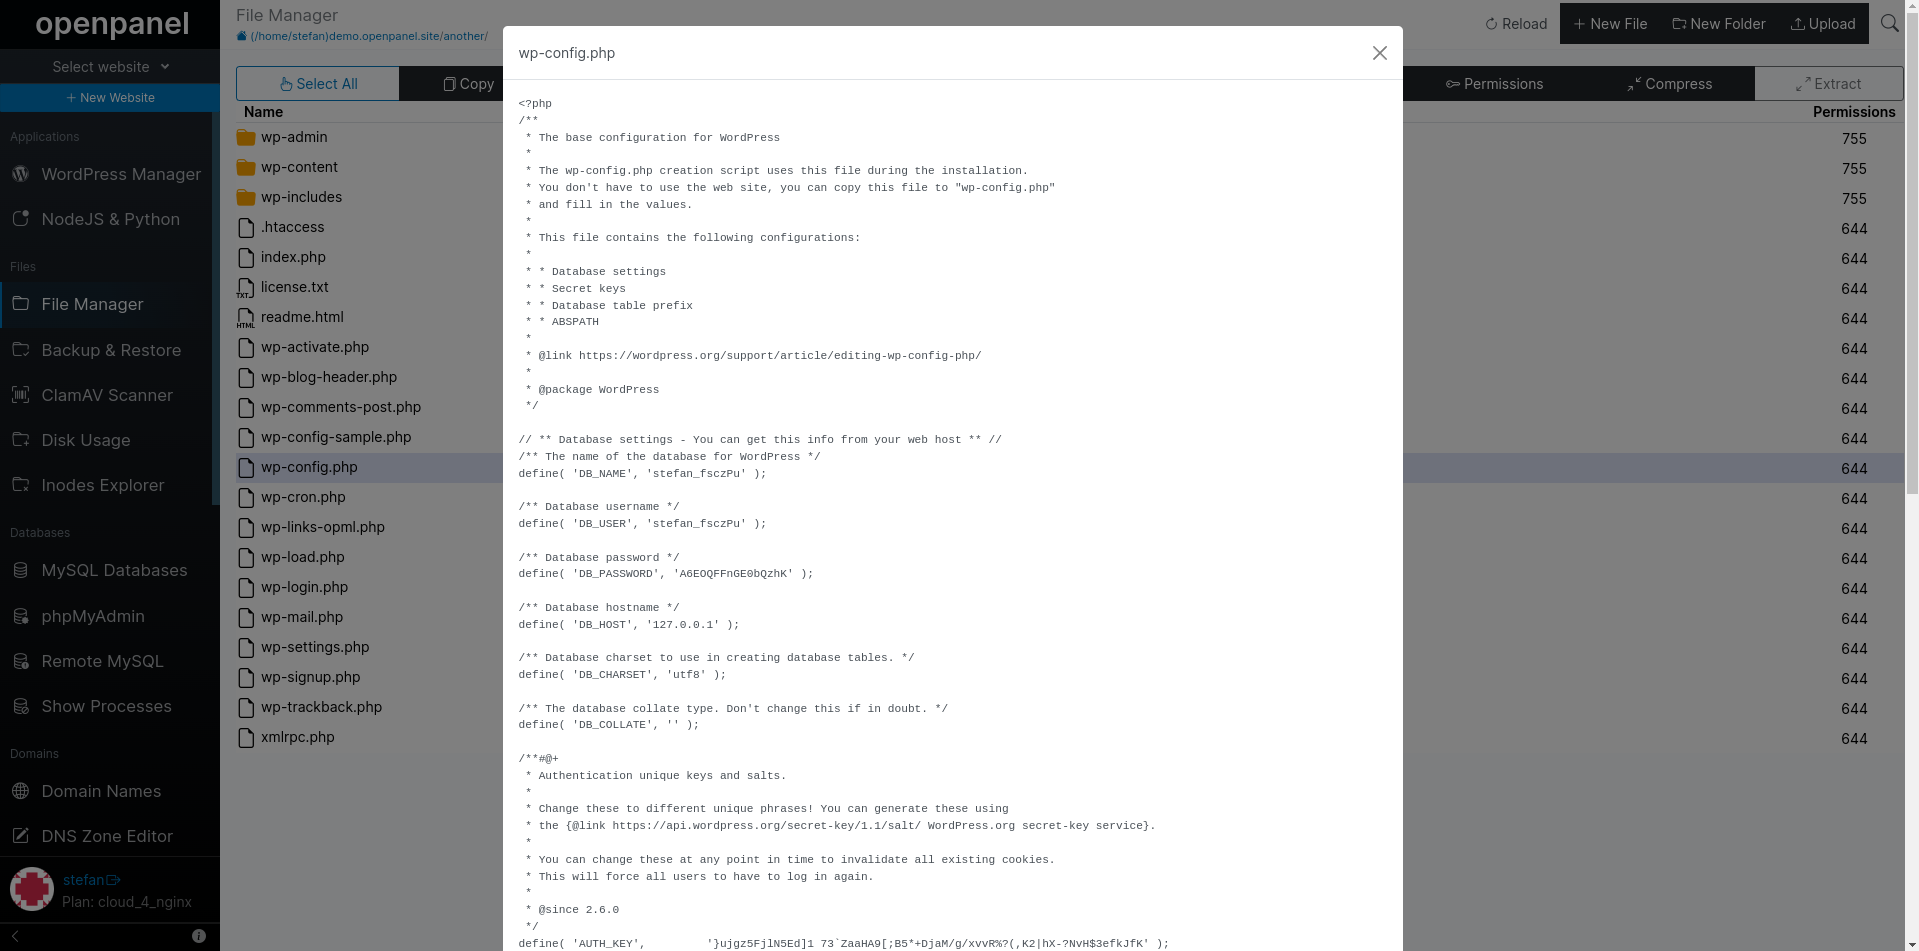 openpanel
Select website
+ New Website
Applications
WordPress Manager
NodeJS & Python
Files
File Manager
Backup & Restore
ClamAV Scanner
Disk Usage
Inodes Explorer
Databases
MySQL Databases
phpMyAdmin
Remote MySQL
Show Processes
Domains
Domain Names
DNS Zone Editor
stefan
Plan: cloud_4_nginx
File Manager
(/home/stefan)demo.openpanel.site/another/
Reload
New File
New Folder
Upload
Select All
Copy
Permissions
Compress
Extract
Name
Permissions
wp-admin 755
wp-content 755
wp-includes 755
.htaccess 644
index.php 644
license.txt 644
readme.html 644
wp-activate.php 644
wp-blog-header.php 644
wp-comments-post.php 644
wp-config-sample.php 644
wp-config.php 644
wp-cron.php 644
wp-links-opml.php 644
wp-load.php 644
wp-login.php 644
wp-mail.php 644
wp-settings.php 644
wp-signup.php 644
wp-trackback.php 644
xmlrpc.php 644
wp-config.php
<?php
/**
 * The base configuration for WordPress
 *
 * The wp-config.php creation script uses this file during the installation.
 * You don't have to use the web site, you can copy this file to "wp-config.php"
 * and fill in the values.
 *
 * This file contains the following configurations:
 *
 * * Database settings
 * * Secret keys
 * * Database table prefix
 * * ABSPATH
 *
 * @link https://wordpress.org/support/article/editing-wp-config-php/
 *
 * @package WordPress
 */
// ** Database settings - You can get this info from your web host ** //
/** The name of the database for WordPress */
define( 'DB_NAME', 'stefan_fsczPu' );
/** Database username */
define( 'DB_USER', 'stefan_fsczPu' );
/** Database password */
define( 'DB_PASSWORD', 'A6EOQFFnGE0bQzhK' );
/** Database hostname */
define( 'DB_HOST', '127.0.0.1' );
/** Database charset to use in creating database tables. */
define( 'DB_CHARSET', 'utf8' );
/** The database collate type. Don't change this if in doubt. */
define( 'DB_COLLATE', '' );
/**#@+
 * Authentication unique keys and salts.
 *
 * Change these to different unique phrases! You can generate these using
 * the {@link https://api.wordpress.org/secret-key/1.1/salt/ WordPress.org secret-key service}.
 *
 * You can change these at any point in time to invalidate all existing cookies.
 * This will force all users to have to log in again.
 *
 * @since 2.6.0
 */
define( 'AUTH_KEY',         '}ujgz5FjlN5Ed]1 73`ZaaHA9[;B5*+DjaM/g/xvvR%?(,K2|hX-?NvH$3efkJfK' );